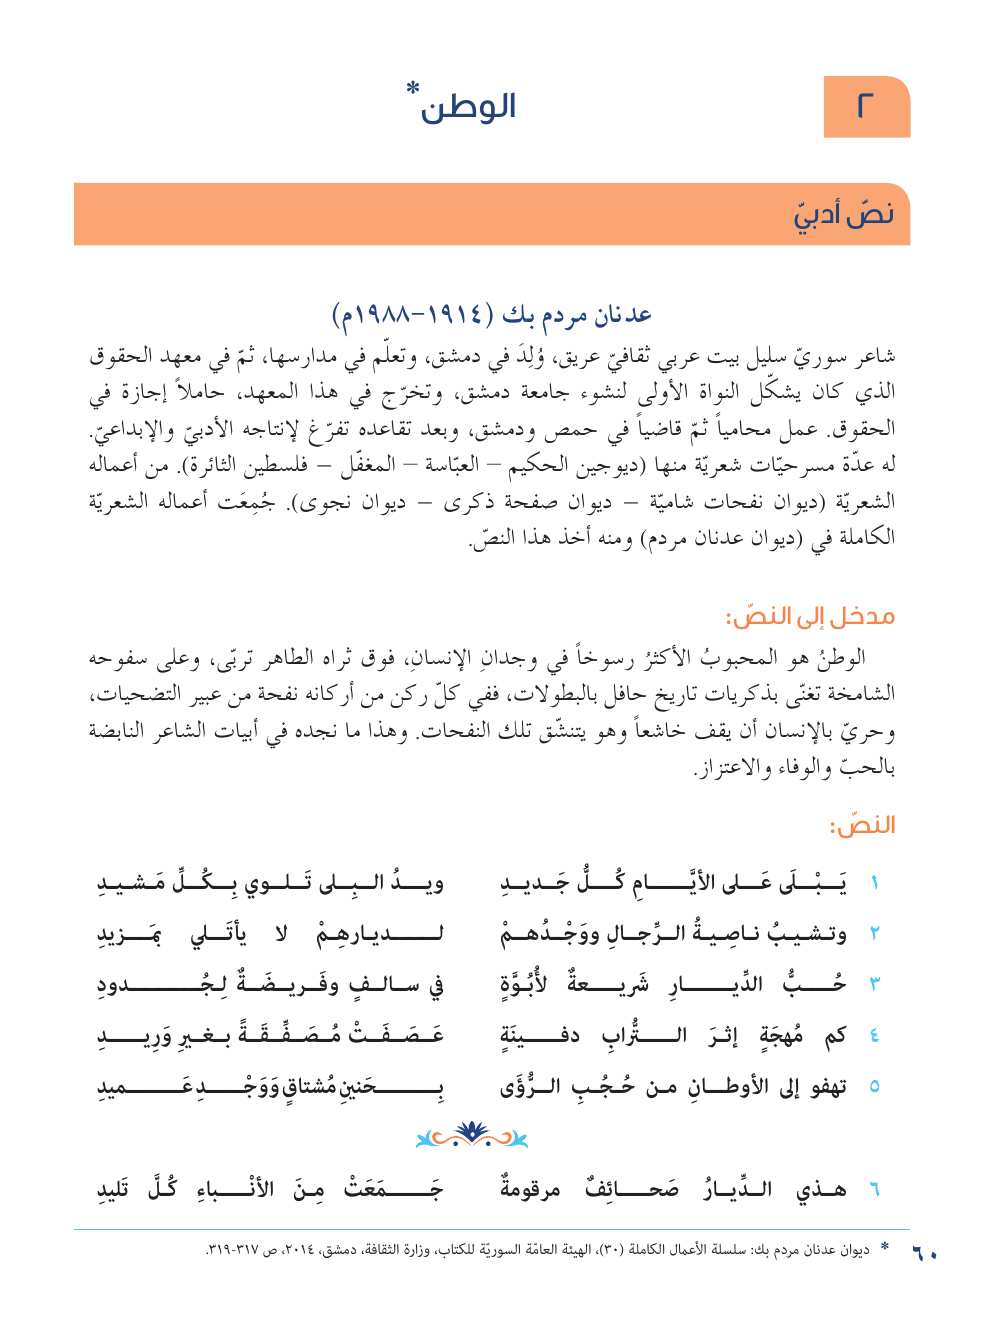 ٢
الوطن*
نصّ أدبيّ
عدنان مردم بك (١٩١٤-١٩٨٨م)
شاعر سوريّ سليل بيت عربي ثقافيّ عريق، وُلِدَ في دمشق، وتعلّم في مدارسها، ثمّ في معهد الحقوق
الذي كان يشكّل النواة الأولى لنشوء جامعة دمشق، وتخرّج في هذا المعهد، حاملاً إجازة في
الحقوق. عمل محامياً ثمّ قاضياً في حمص ودمشق، وبعد تقاعده تفرّغ لإنتاجه الأدبيّ والإبداعيّ.
له عدّة مسرحيّات شعريّة منها (ديوجين الحكيم – العبّاسة – المغفّل – فلسطين الثائرة). من أعماله
الشعريّة (ديوان نفحات شاميّة – ديوان صفحة ذكرى – ديوان نجوى). جُمِعَت أعماله الشعريّة
الكاملة في (ديوان عدنان مردم) ومنه أخذ هذا النصّ.
مدخل إلى النصّ:
الوطنُ هو المحبوبُ الأكثرُ رسوخاً في وجدانِ الإنسانِ، فوق ثراه الطاهر تربّى، وعلى سفوحه
الشامخة تغنّى بذكريات تاريخ حافل بالبطولات، ففي كلّ ركن من أركانه نفحة من عبير التضحيات،
وحريّ بالإنسان أن يقف خاشعاً وهو يتنشّق تلك النفحات. وهذا ما نجده في أبيات الشاعر النابضة
بالحبّ والوفاء والاعتزاز.
النصّ:
١ يَبْلَى عَلى الأيَّامِ كُلُّ جَديدِ ويدُ البِلى تَلوي بِكُلِّ مَشيدِ
٢ وتشيبُ ناصِيةُ الرِّجالِ ووَجْدُهمْ لديارهِمْ لا يأتَلي بمَزيدِ
٣ حُبُّ الدِّيارِ شَريعةٌ لأُبُوَّةٍ في سالفٍ وفَريضَةٌ لِجُدودِ
٤ كم مُهجَةٍ إثرَ التُّرابِ دفينَةٍ عَصَفَتْ مُصَفِّقَةً بغيرِ وَريدِ
٥ تهفو إلى الأوطانِ من حُجُبِ الرُّؤَى بِحَنينِ مُشتاقٍ وَوَجْدِ عَميدِ
٦ هذي الدِّيارُ صَحائِفٌ مرقومةٌ جَمَعَتْ مِنَ الأنْباءِ كُلَّ تَليدِ
* ديوان عدنان مردم بك: سلسلة الأعمال الكاملة (٣٠)، الهيئة العامّة السوريّة للكتاب، وزارة الثقافة، دمشق، ٢٠١٤، ص ٣١٧-٣١٩.
٦٠